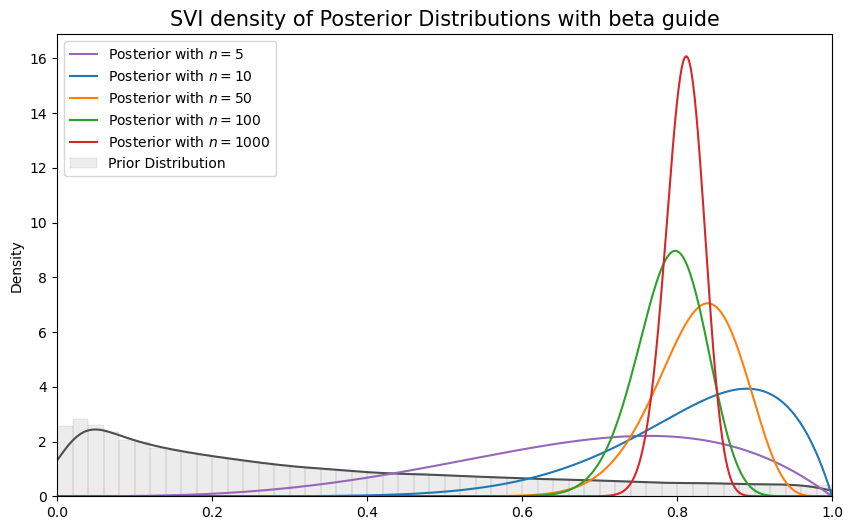 SVI density of Posterior Distributions with beta guide
Posterior with n = 5
Posterior with n = 10
Posterior with n = 50
Posterior with n = 100
Posterior with n = 1000
Prior Distribution
Density
16
14
12
10
8
6
4
2
0
0.0 0.2 0.4 0.6 0.8 1.0